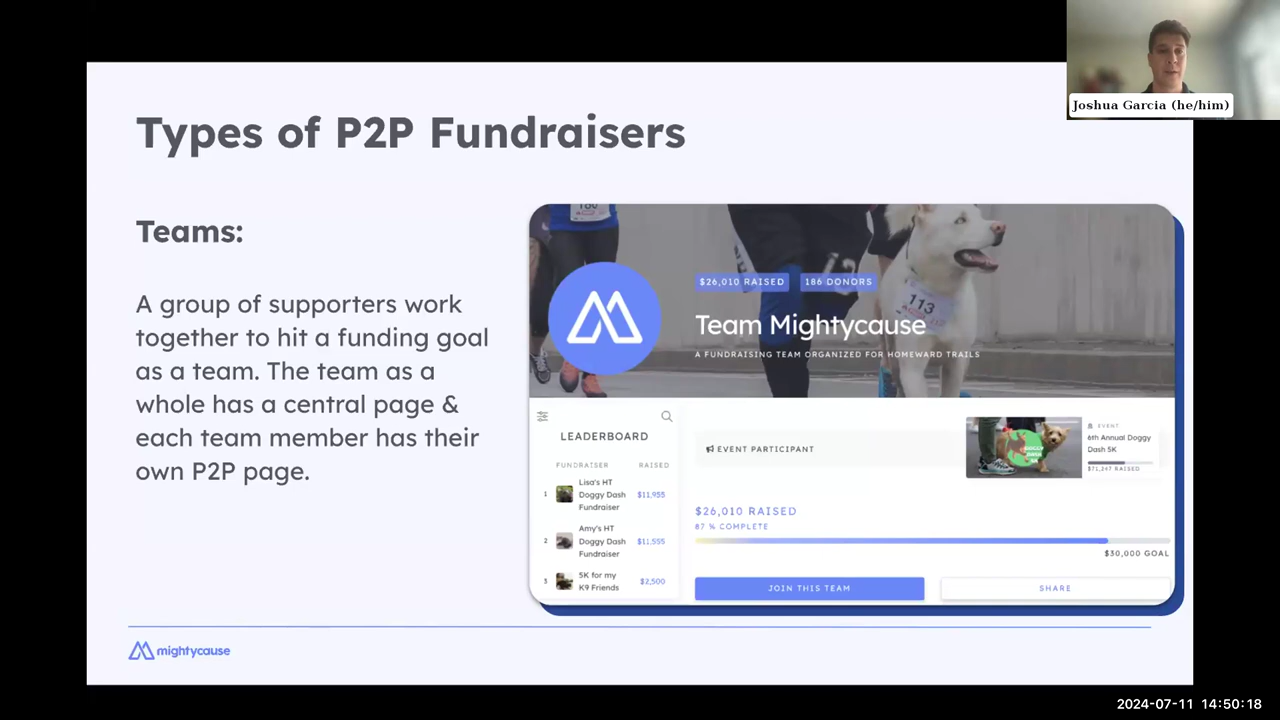 Joshua Garcia (he/him)
Types of P2P Fundraisers
Teams:
A group of supporters work
together to hit a funding goal
as a team. The team as a
whole has a central page &
each team member has their
own P2P page.
113
$26,010 RAISED
186 DONORS
Team Mightycause
A FUNDRAISING TEAM ORGANIZED FOR HOMEWARD TRAILS
LEADERBOARD
FUNDRAISER RAISED
1 Lisa's HT
Doggy Dash
Fundraiser
$11,955
2 Amy's HT
Doggy Dash
Fundraiser
$11,555
3 5K for my
K9 Friends
$2,500
EVENT PARTICIPANT
EVENT
6th Annual Doggy
Dash 5K
$71,247 RAISED
$26,010 RAISED
87 % COMPLETE
$30,000 GOAL
JOIN THIS TEAM
SHARE
mightycause
2024-07-11 14:50:18